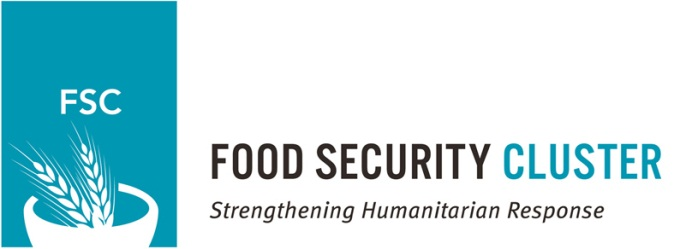 FSC
FOOD SECURITY CLUSTER
Strengthening Humanitarian Response